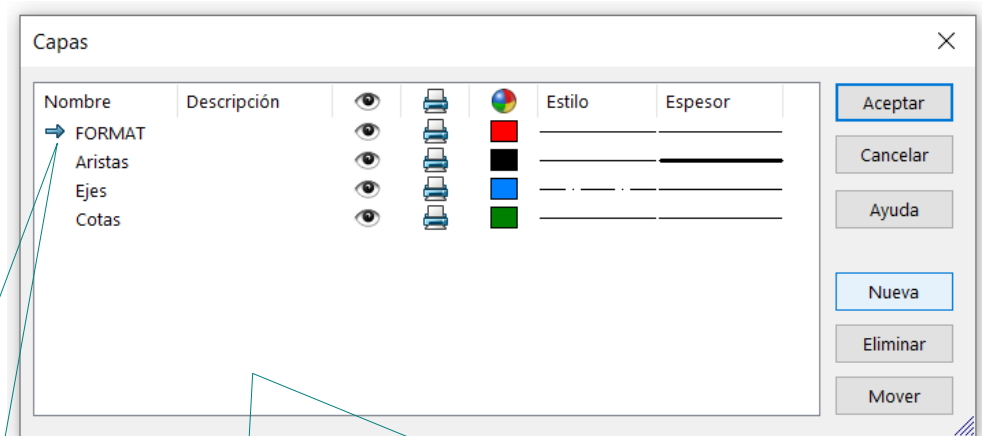 Capas
Nombre Descripción Estilo Espesor
FORMAT
Aristas
Ejes
Cotas
Aceptar
Cancelar
Ayuda
Nueva
Eliminar
Mover